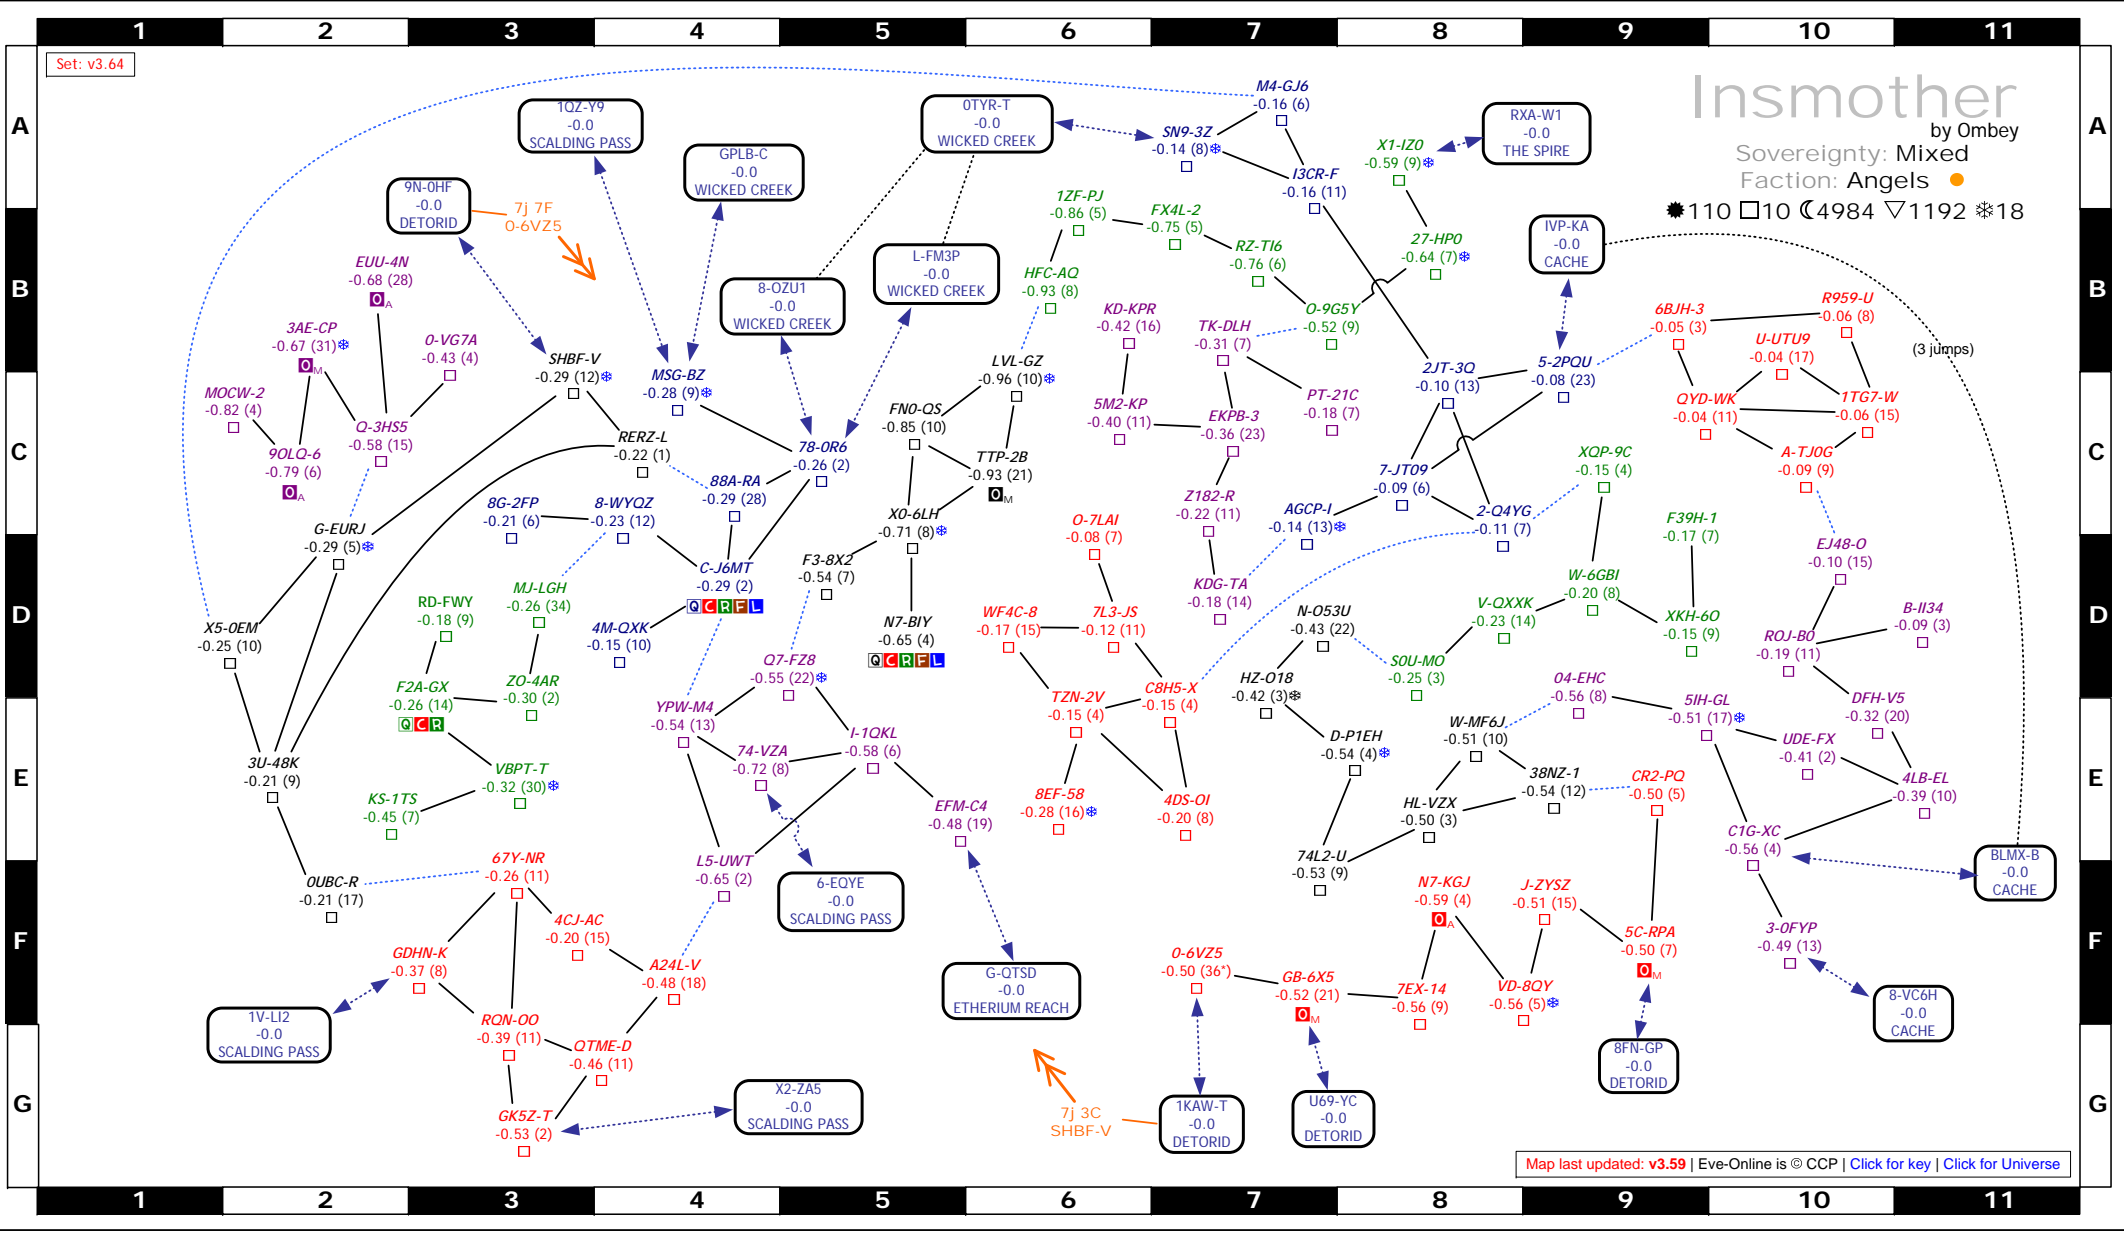 1 2 3 4 5 6 7 8 9 10 11
A A
B B
C C
D D
E E
F F
G G
Set: v3.64
Insmother
by Ombey
Sovereignty: Mixed
Faction: Angels
110 10 4984 1192 18
1QZ-Y9
-0.0
SCALDING PASS
GPLB-C
-0.0
WICKED CREEK
0TYR-T
-0.0
WICKED CREEK
M4-GJ6
-0.16 (6)
SN9-3Z
-0.14 (8)
I3CR-F
-0.16 (11)
X1-IZ0
-0.59 (9)
RXA-W1
-0.0
THE SPIRE
9N-0HF
-0.0
DETORID
7j 7F
0-6VZ5
1ZF-PJ
-0.86 (5)
FX4L-2
-0.75 (5)
RZ-TI6
-0.76 (6)
27-HP0
-0.64 (7)
IVP-KA
-0.0
CACHE
EUU-4N
-0.68 (28)
0A
L-FM3P
-0.0
WICKED CREEK
8-OZU1
-0.0
WICKED CREEK
HFC-AQ
-0.93 (8)
KD-KPR
-0.42 (16)
TK-DLH
-0.31 (7)
O-9G5Y
-0.52 (9)
6BJH-3
-0.05 (3)
R959-U
-0.06 (8)
3AE-CP
-0.67 (31)
0M
0-VG7A
-0.43 (4)
SHBF-V
-0.29 (12)
MSG-BZ
-0.28 (9)
LVL-GZ
-0.96 (10)
2JT-3Q
-0.10 (13)
5-2PQU
-0.08 (23)
U-UTU9
-0.04 (17)
(3 jumps)
MOCW-2
-0.82 (4)
9OLQ-6
-0.79 (6)
0A
Q-3HS5
-0.58 (15)
RERZ-L
-0.22 (1)
88A-RA
-0.29 (28)
78-0R6
-0.26 (2)
FN0-QS
-0.85 (10)
TTP-2B
-0.93 (21)
0M
5M2-KP
-0.40 (11)
EKPB-3
-0.36 (23)
PT-21C
-0.18 (7)
QYD-WK
-0.04 (11)
1TG7-W
-0.06 (15)
A-TJ0G
-0.09 (9)
XQP-9C
-0.15 (4)
7-JT09
-0.09 (6)
8G-2FP
-0.21 (6)
8-WYQZ
-0.23 (12)
X0-6LH
-0.71 (8)
Z182-R
-0.22 (11)
AGCP-I
-0.14 (13)
2-Q4YG
-0.11 (7)
G-EURJ
-0.29 (5)
F39H-1
-0.17 (7)
O-7LAI
-0.08 (7)
EJ48-O
-0.10 (15)
F3-8X2
-0.54 (7)
C-J6MT
-0.29 (2)
QCRFL
MJ-LGH
-0.26 (34)
RD-FWY
-0.18 (9)
KDG-TA
-0.18 (14)
W-6GBI
-0.20 (8)
V-QXXK
-0.23 (14)
XKH-6O
-0.15 (9)
B-II34
-0.09 (3)
X5-0EM
-0.25 (10)
4M-QXK
-0.15 (10)
N7-BIY
-0.65 (4)
QCRFL
WF4C-8
-0.17 (15)
7L3-JS
-0.12 (11)
N-O53U
-0.43 (22)
ROJ-B0
-0.19 (11)
Q7-FZ8
-0.55 (22)
S0U-MO
-0.25 (3)
F2A-GX
-0.26 (14)
QCR
ZO-4AR
-0.30 (2)
HZ-O18
-0.42 (3)
04-EHC
-0.56 (8)
YPW-M4
-0.54 (13)
TZN-2V
-0.15 (4)
C8H5-X
-0.15 (4)
5IH-GL
-0.51 (17)
DFH-V5
-0.32 (20)
W-MF6J
-0.51 (10)
I-1QKL
-0.58 (6)
74-VZA
-0.72 (8)
D-P1EH
-0.54 (4)
UDE-FX
-0.41 (2)
3U-48K
-0.21 (9)
VBPT-T
-0.32 (30)
38NZ-1
-0.54 (12)
CR2-PQ
-0.50 (5)
4LB-EL
-0.39 (10)
KS-1TS
-0.45 (7)
EFM-C4
-0.48 (19)
8EF-58
-0.28 (16)
4DS-OI
-0.20 (8)
HL-VZX
-0.50 (3)
C1G-XC
-0.56 (4)
67Y-NR
-0.26 (11)
L5-UWT
-0.65 (2)
74L2-U
-0.53 (9)
BLMX-B
-0.0
CACHE
0UBC-R
-0.21 (17)
6-EQYE
-0.0
SCALDING PASS
N7-KGJ
-0.59 (4)
0A
J-ZYSZ
-0.51 (15)
4CJ-AC
-0.20 (15)
5C-RPA
-0.50 (7)
0M
3-0FYP
-0.49 (13)
GDHN-K
-0.37 (8)
A24L-V
-0.48 (18)
G-QTSD
-0.0
ETHERIUM REACH
0-6VZ5
-0.50 (36*)
GB-6X5
-0.52 (21)
0M
7EX-14
-0.56 (9)
VD-8QY
-0.56 (5)
8-VC6H
-0.0
CACHE
1V-LI2
-0.0
SCALDING PASS
RQN-OO
-0.39 (11)
QTME-D
-0.46 (11)
8FN-GP
-0.0
DETORID
X2-ZA5
-0.0
SCALDING PASS
GK5Z-T
-0.53 (2)
7j 3C
SHBF-V
1KAW-T
-0.0
DETORID
U69-YC
-0.0
DETORID
Map last updated: v3.59 | Eve-Online is © CCP | Click for key | Click for Universe
1 2 3 4 5 6 7 8 9 10 11